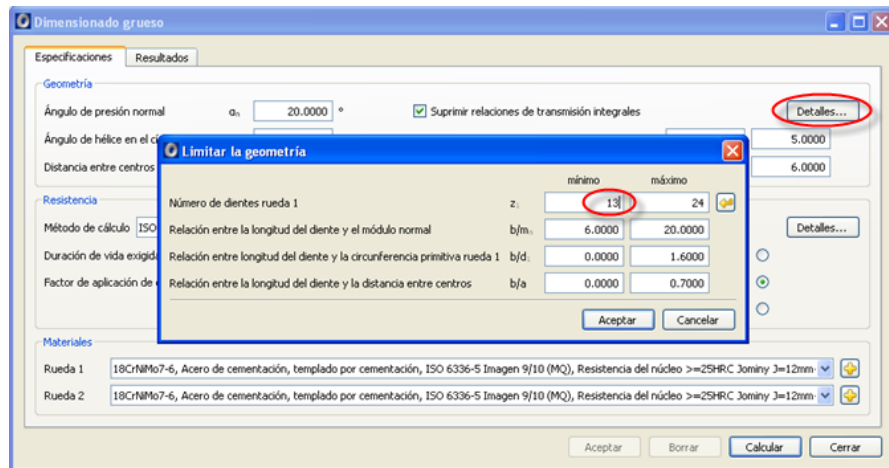 Dimensionado grueso
Especificaciones Resultados
Geometría
Ángulo de presión normal αₙ 20.0000 ° Suprimir relaciones de transmisión integrales Detalles...
Ángulo de hélice en el 5.0000
Distancia entre centros 6.0000
Limitar la geometría
mínimo máximo
Número de dientes rueda 1 z₁ 13 24
Relación entre la longitud del diente y el módulo normal b/mₙ 6.0000 20.0000
Relación entre longitud del diente y la circunferencia primitiva rueda 1 b/d₁ 0.0000 1.6000
Relación entre la longitud del diente y la distancia entre centros b/a 0.0000 0.7000
Aceptar Cancelar
Resistencia
Método de cálculo ISO Detalles...
Duración de vida exigida
Factor de aplicación de
Materiales
Rueda 1 18CrNiMo7-6, Acero de cementación, templado por cementación, ISO 6336-5 Imagen 9/10 (MQ), Resistencia del núcleo >=25HRC Jominy J=12mm
Rueda 2 18CrNiMo7-6, Acero de cementación, templado por cementación, ISO 6336-5 Imagen 9/10 (MQ), Resistencia del núcleo >=25HRC Jominy J=12mm
Aceptar Borrar Calcular Cerrar